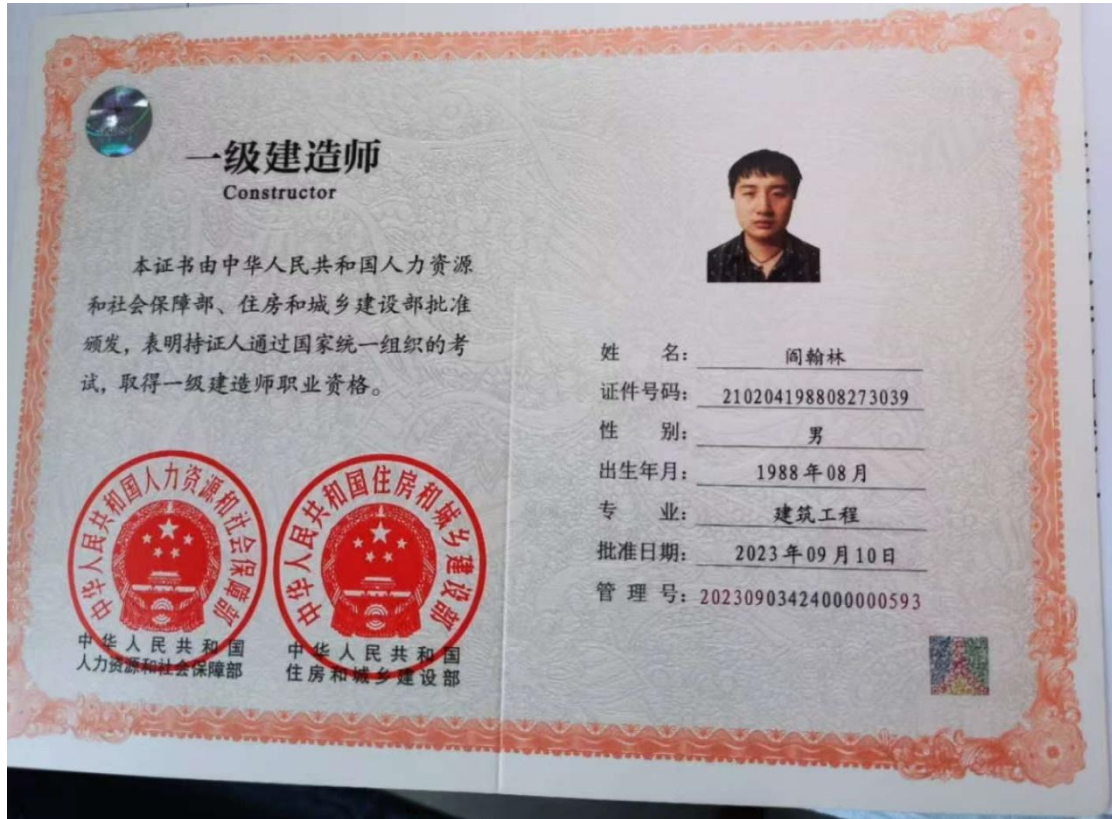 一级建造师
Constructor
本证书由中华人民共和国人力资源
和社会保障部、住房和城乡建设部批准
颁发，表明持证人通过国家统一组织的考
试，取得一级建造师职业资格。
中华人民共和国人力资源和社会保障部
中华人民共和国
人力资源和社会保障部
中华人民共和国住房和城乡建设部
中华人民共和国
住房和城乡建设部
姓名：阎翰林
证件号码：210204198808273039
性别：男
出生年月：1988年08月
专业：建筑工程
批准日期：2023年09月10日
管理号：20230903424000000593